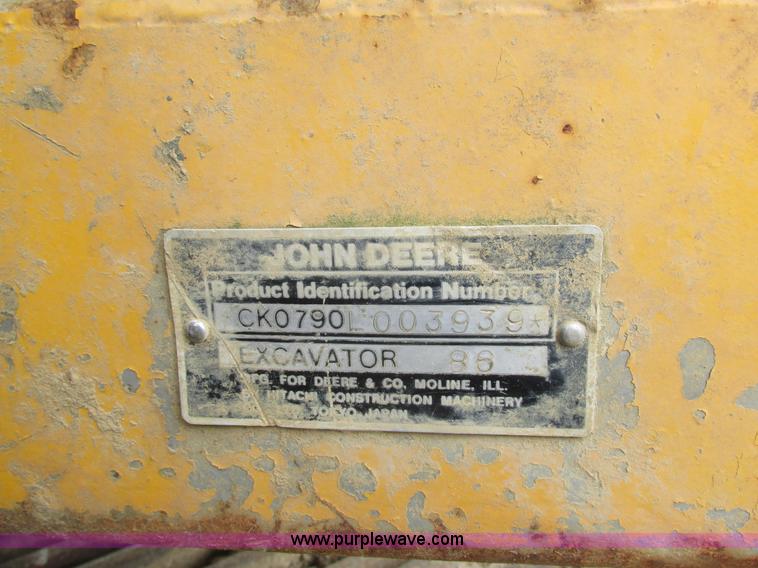 JOHN DEERE
Product Identification Number
CK0790L003939*
EXCAVATOR 86
MFG. FOR DEERE & CO. MOLINE, ILL.
HITACHI CONSTRUCTION MACHINERY
TOKYO JAPAN
www.purplewave.com